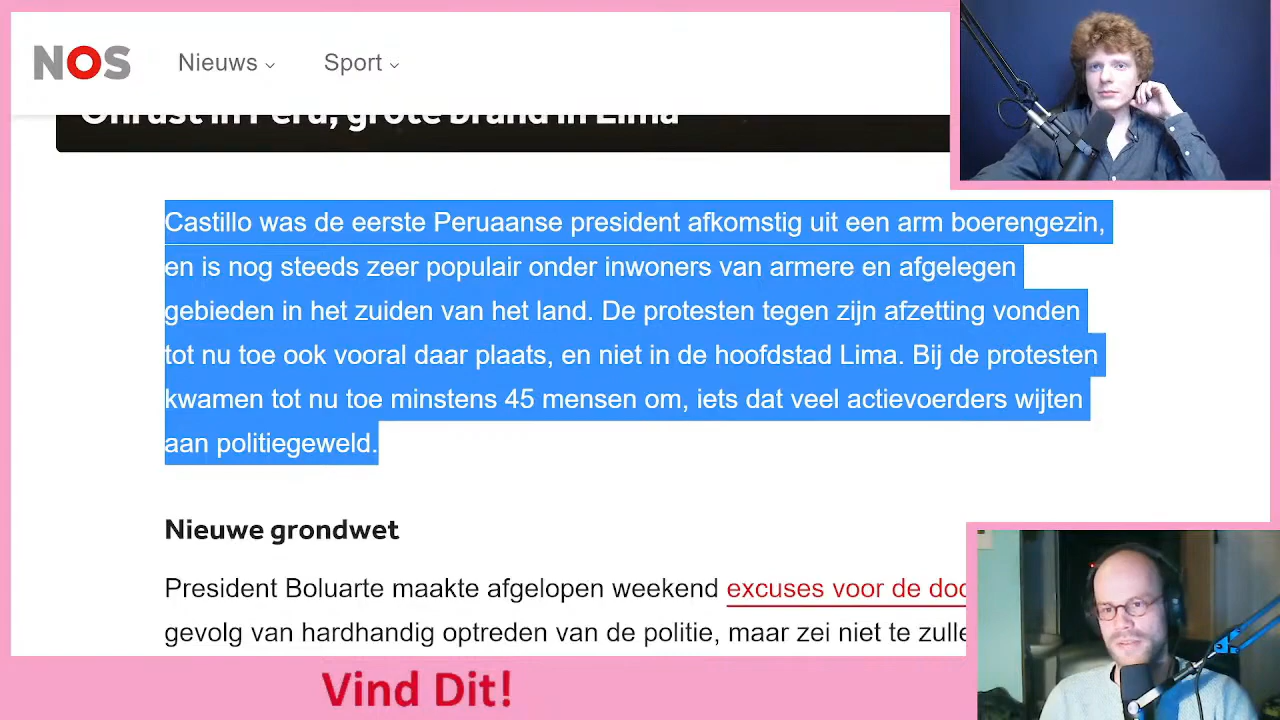 NOS Nieuws Sport
Onrust in Peru, grote brand in Lima
Castillo was de eerste Peruaanse president afkomstig uit een arm boerengezin,
en is nog steeds zeer populair onder inwoners van armere en afgelegen
gebieden in het zuiden van het land. De protesten tegen zijn afzetting vonden
tot nu toe ook vooral daar plaats, en niet in de hoofdstad Lima. Bij de protesten
kwamen tot nu toe minstens 45 mensen om, iets dat veel actievoerders wijten
aan politiegeweld.
Nieuwe grondwet
President Boluarte maakte afgelopen weekend excuses voor de
gevolg van hardhandig optreden van de politie, maar zei niet te
Vind Dit!